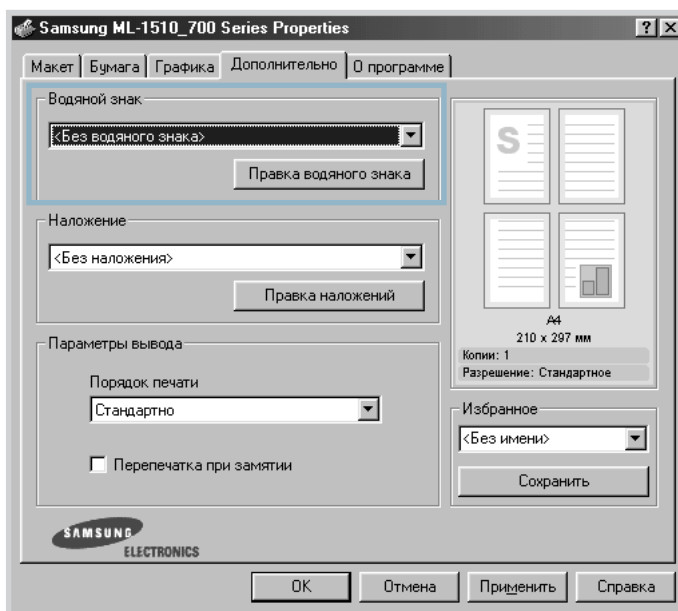 Samsung ML-1510_700 Series Properties
Макет Бумага Графика Дополнительно О программе
Водяной знак
<Без водяного знака>
Правка водяного знака
Наложение
<Без наложения>
Правка наложений
Параметры вывода
Порядок печати
Стандартно
Перепечатка при замятии
S
A4
210 x 297 мм
Копии: 1
Разрешение: Стандартное
Избранное
<Без имени>
Сохранить
SAMSUNG
ELECTRONICS
OK Отмена Применить Справка